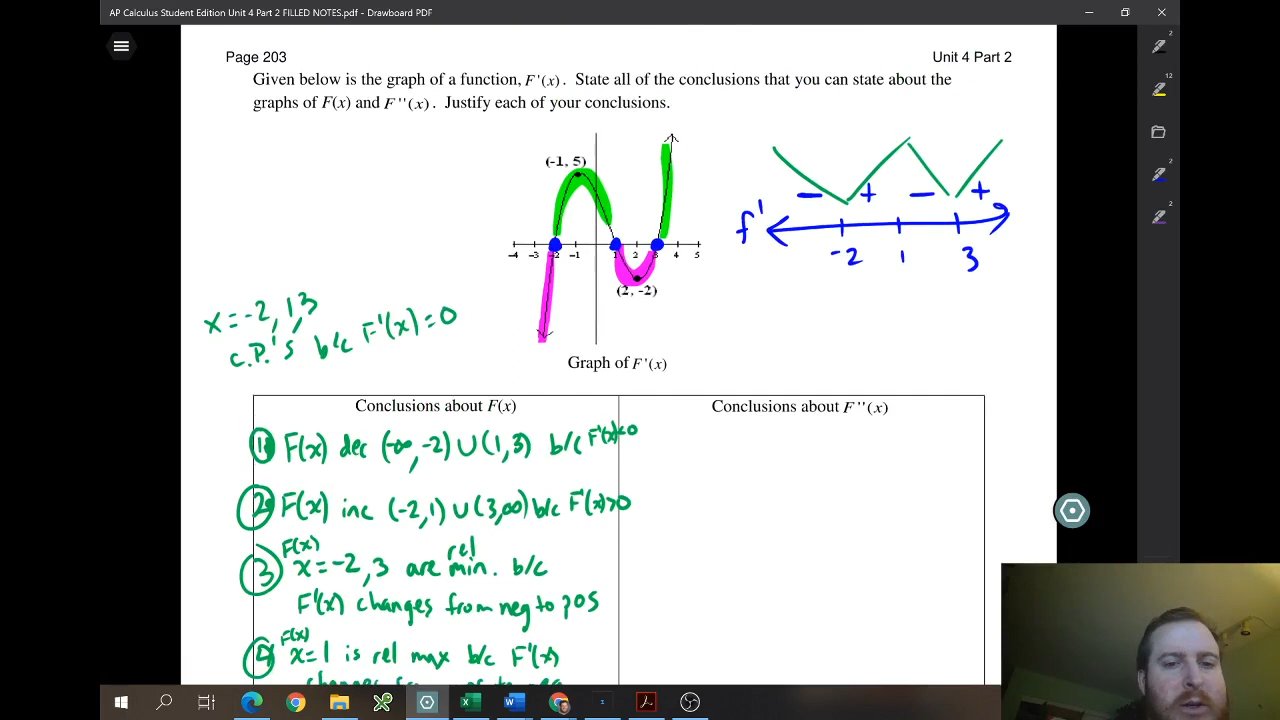 AP Calculus Student Edition Unit 4 Part 2 FILLED NOTES.pdf - Drawboard PDF
2
12
2
2
Page 203
Unit 4 Part 2
Given below is the graph of a function, F'(x). State all of the conclusions that you can state about the
graphs of F(x) and F''(x). Justify each of your conclusions.
(-1, 5)
-4 -3 -2 -1 1 2 3 4 5
(2, -2)
Graph of F'(x)
− + − +
f'
-2 1 3
x = -2, 1, 3
C.P.'s b/c F'(x) = 0
Conclusions about F(x)
Conclusions about F''(x)
1 F(x) dec (-∞, -2) ∪ (1, 3) b/c F'(x)<0
2 F(x) inc (-2, 1) ∪ (3, ∞) b/c F'(x)>0
3 F(x) x = -2, 3 are rel min. b/c
F'(x) changes from neg to pos
4 F(x) x = 1 is rel max b/c F'(x)